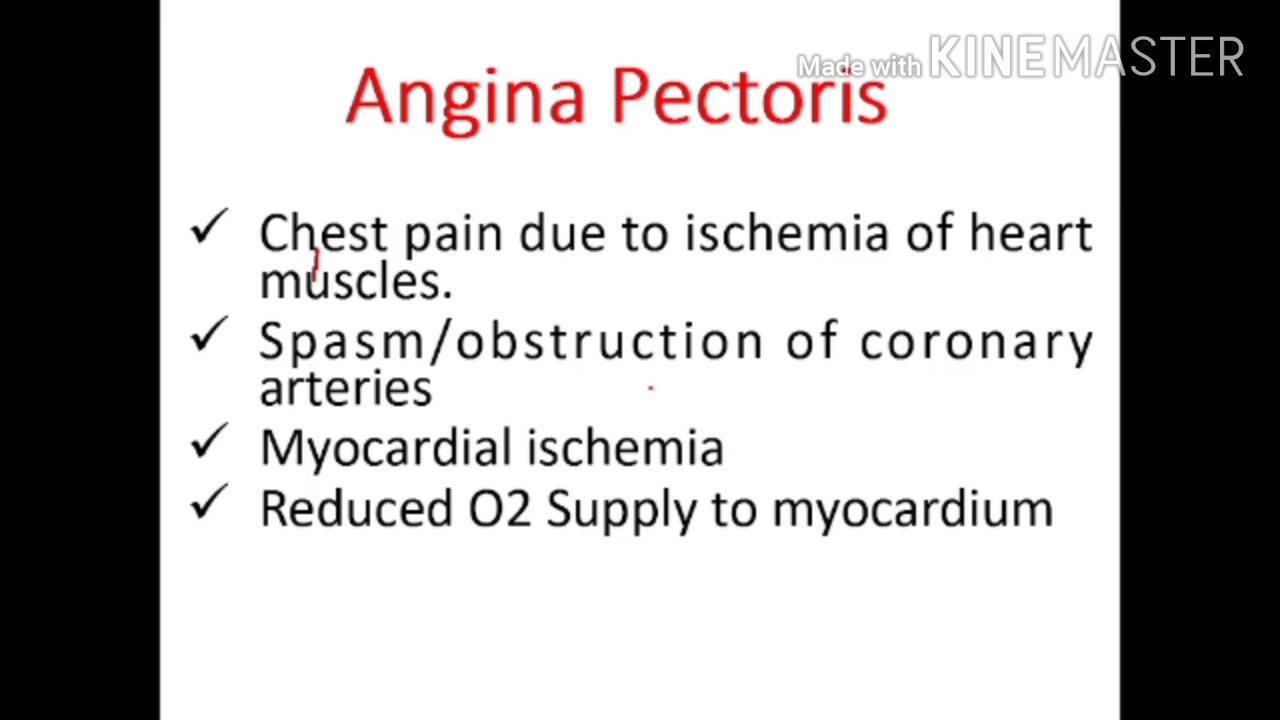 Made with KINEMASTER
Angina Pectoris
✓ Chest pain due to ischemia of heart
muscles.
✓ Spasm/obstruction of coronary
arteries
✓ Myocardial ischemia
✓ Reduced O2 Supply to myocardium